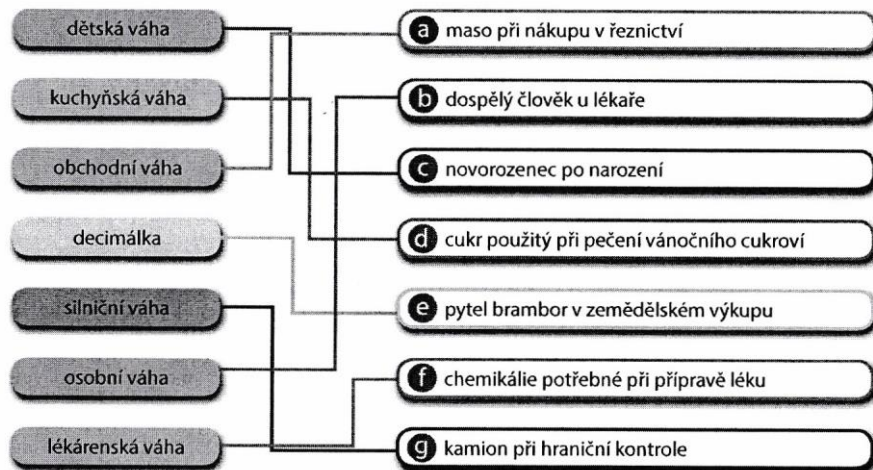 dětská váha
kuchyňská váha
obchodní váha
decimálka
silniční váha
osobní váha
lékárenská váha
a maso při nákupu v řeznictví
b dospělý člověk u lékaře
c novorozenec po narození
d cukr použitý při pečení vánočního cukroví
e pytel brambor v zemědělském výkupu
f chemikálie potřebné při přípravě léku
g kamion při hraniční kontrole